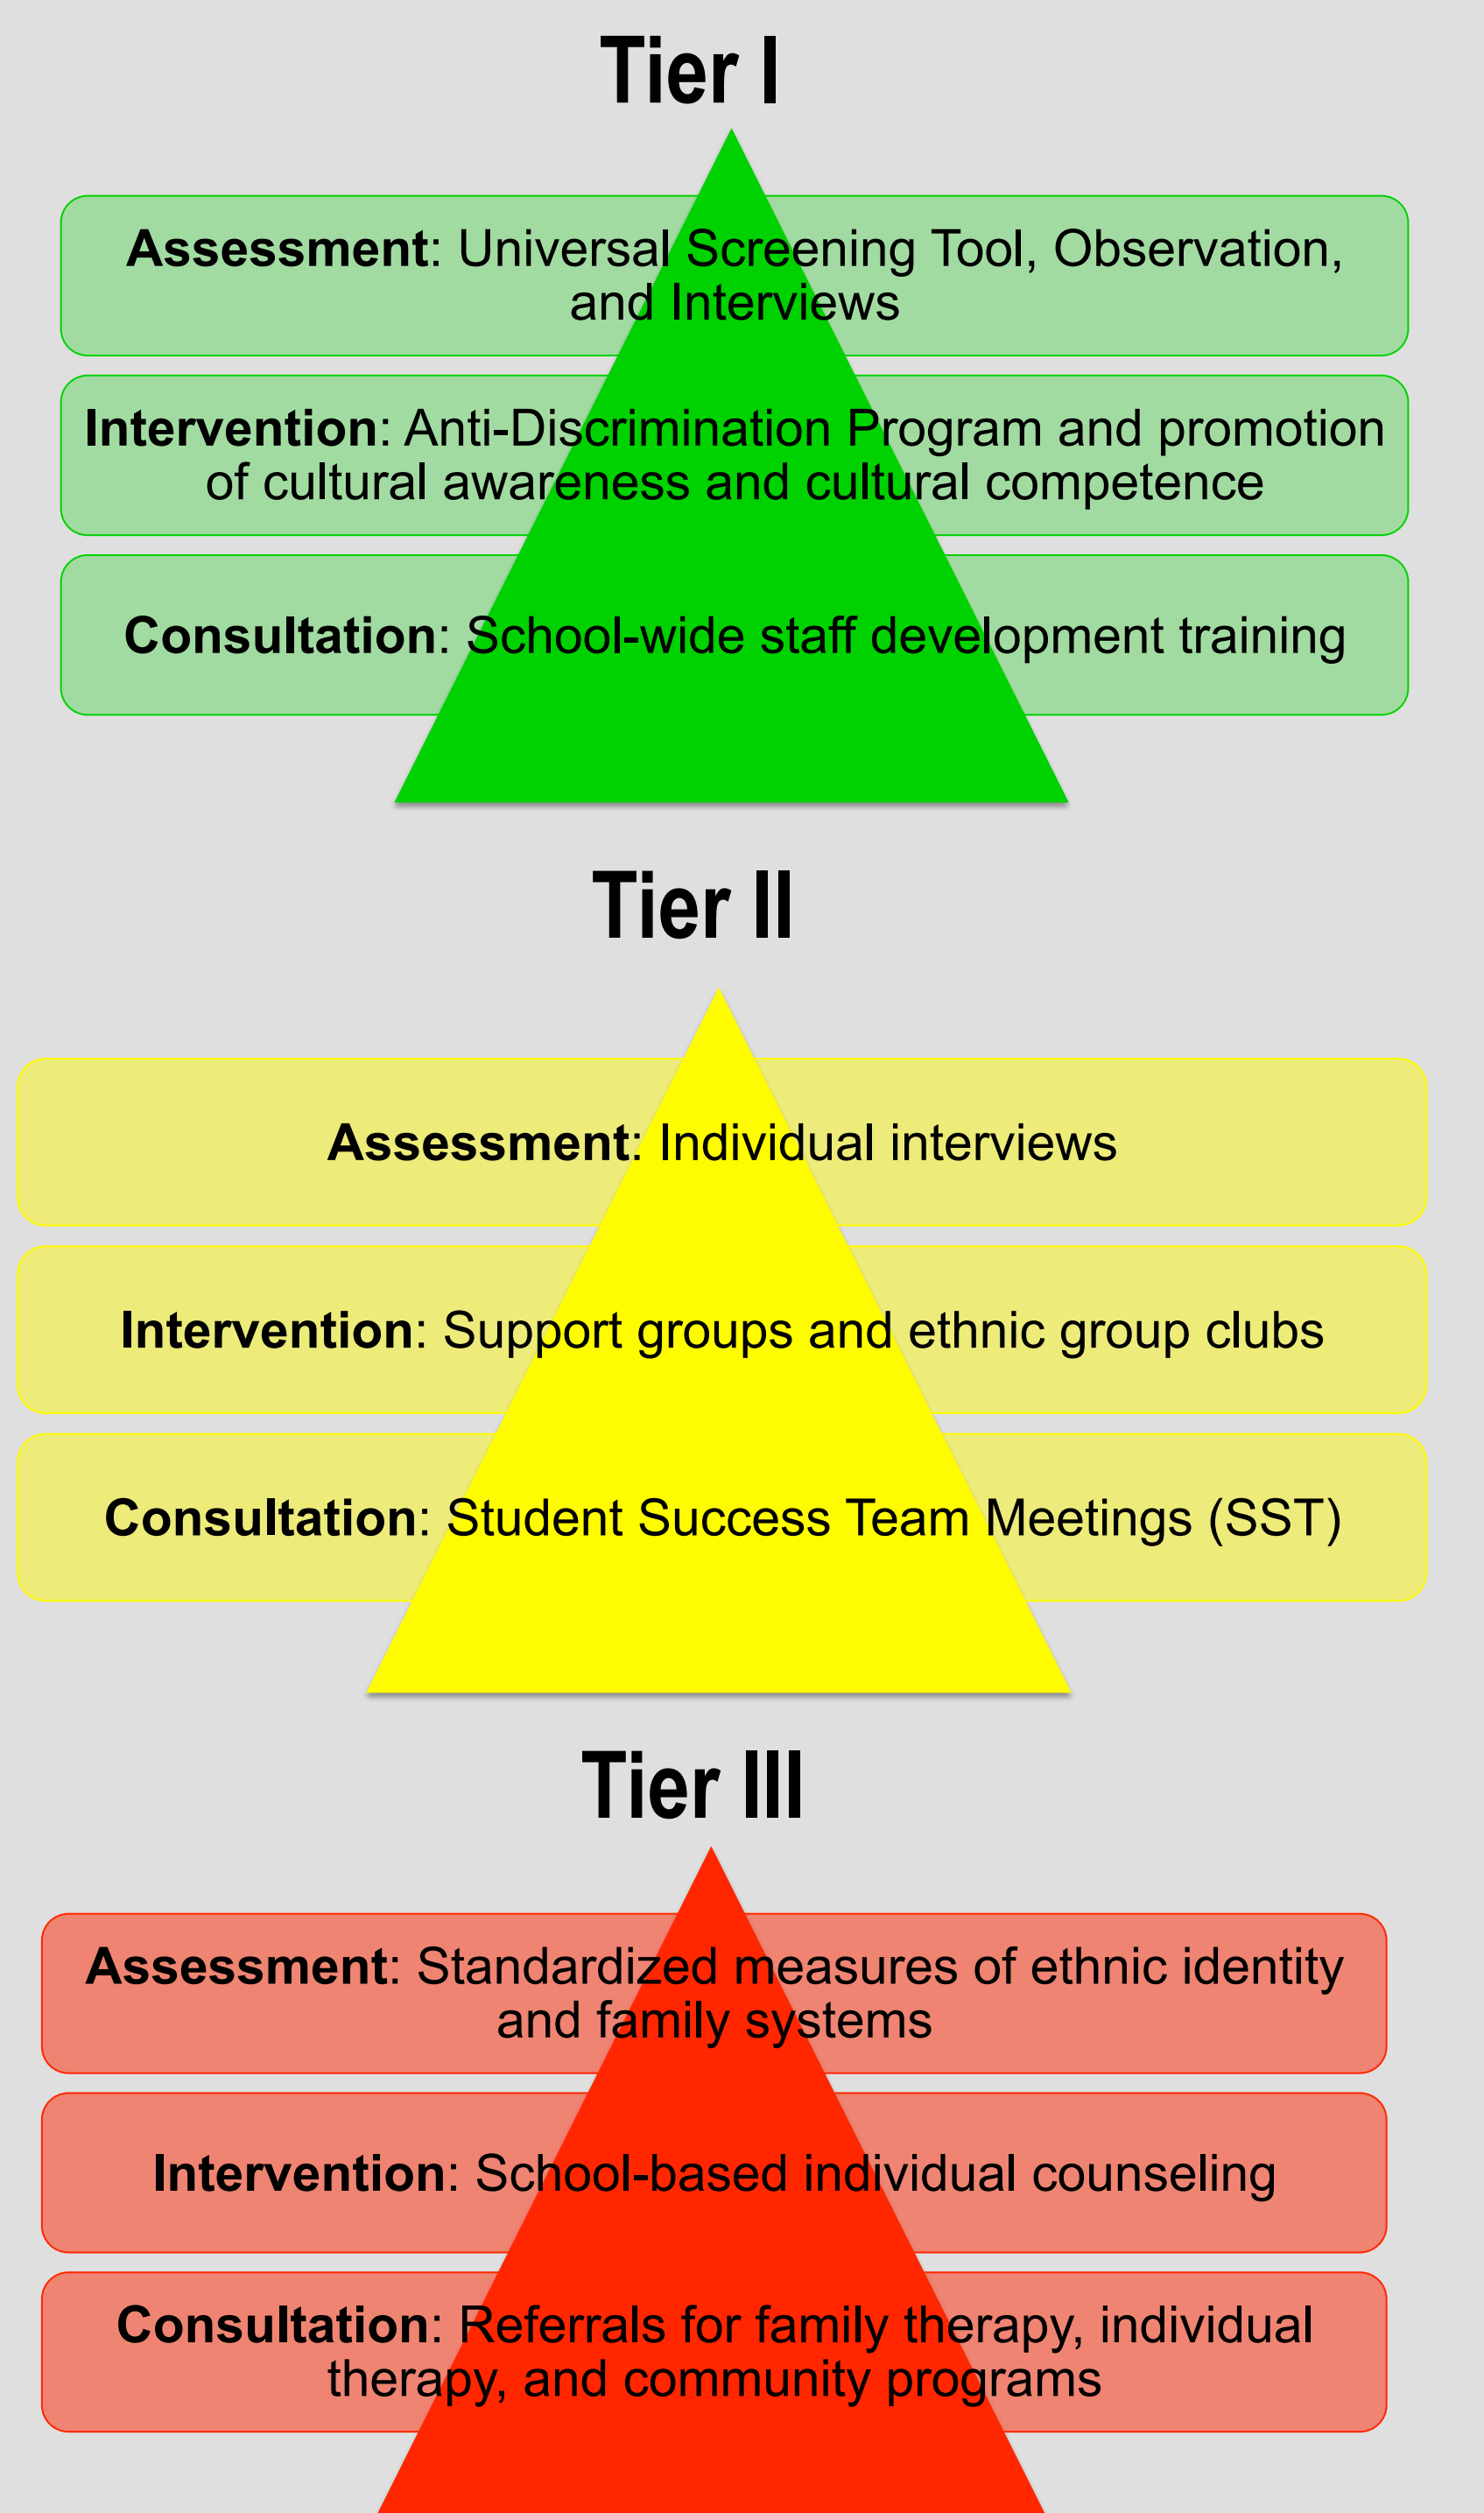 Tier I
Assessment: Universal Screening Tool, Observation,
and Interviews
Intervention: Anti-Discrimination Program and promotion
of cultural awareness and cultural competence
Consultation: School-wide staff development training
Tier II
Assessment: Individual interviews
Intervention: Support groups and ethnic group clubs
Consultation: Student Success Team Meetings (SST)
Tier III
Assessment: Standardized measures of ethnic identity
and family systems
Intervention: School-based individual counseling
Consultation: Referrals for family therapy, individual
therapy, and community programs